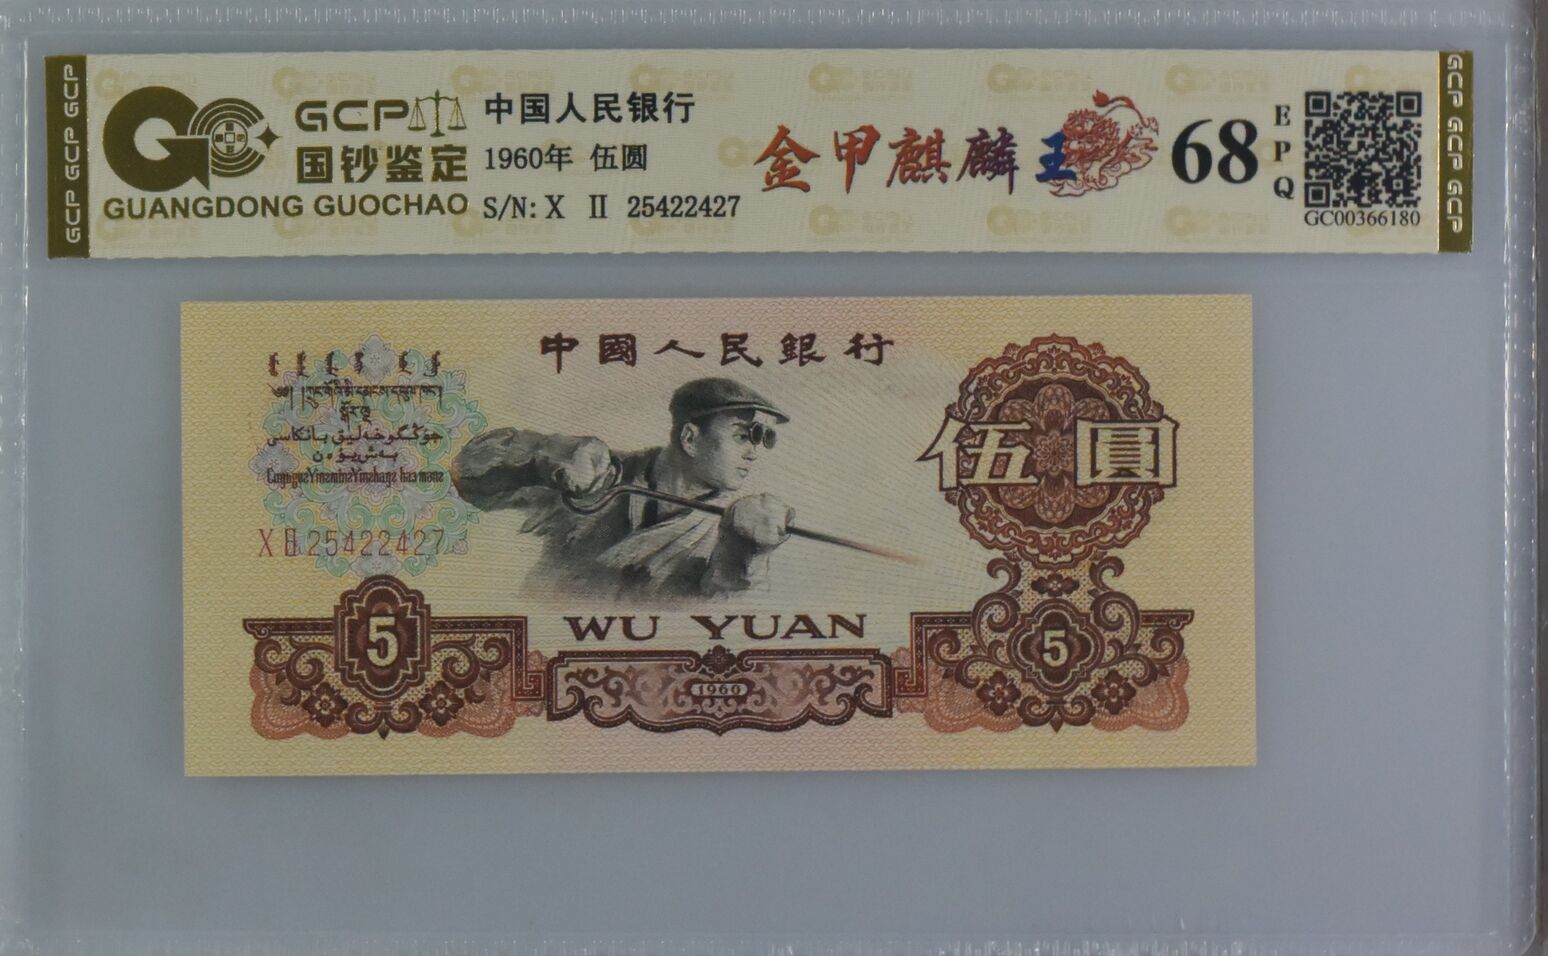 GCP GCP GCP
GCP
国钞鉴定
GUANGDONG GUOCHAO
中国人民银行
1960年 伍圆
S/N: X Ⅱ 25422427
金甲麒麟王
68
EPQ
GC00366180
GCP GCP GCP
中國人民銀行
伍圓
X Ⅱ 25422427
5
WU YUAN
1960
5